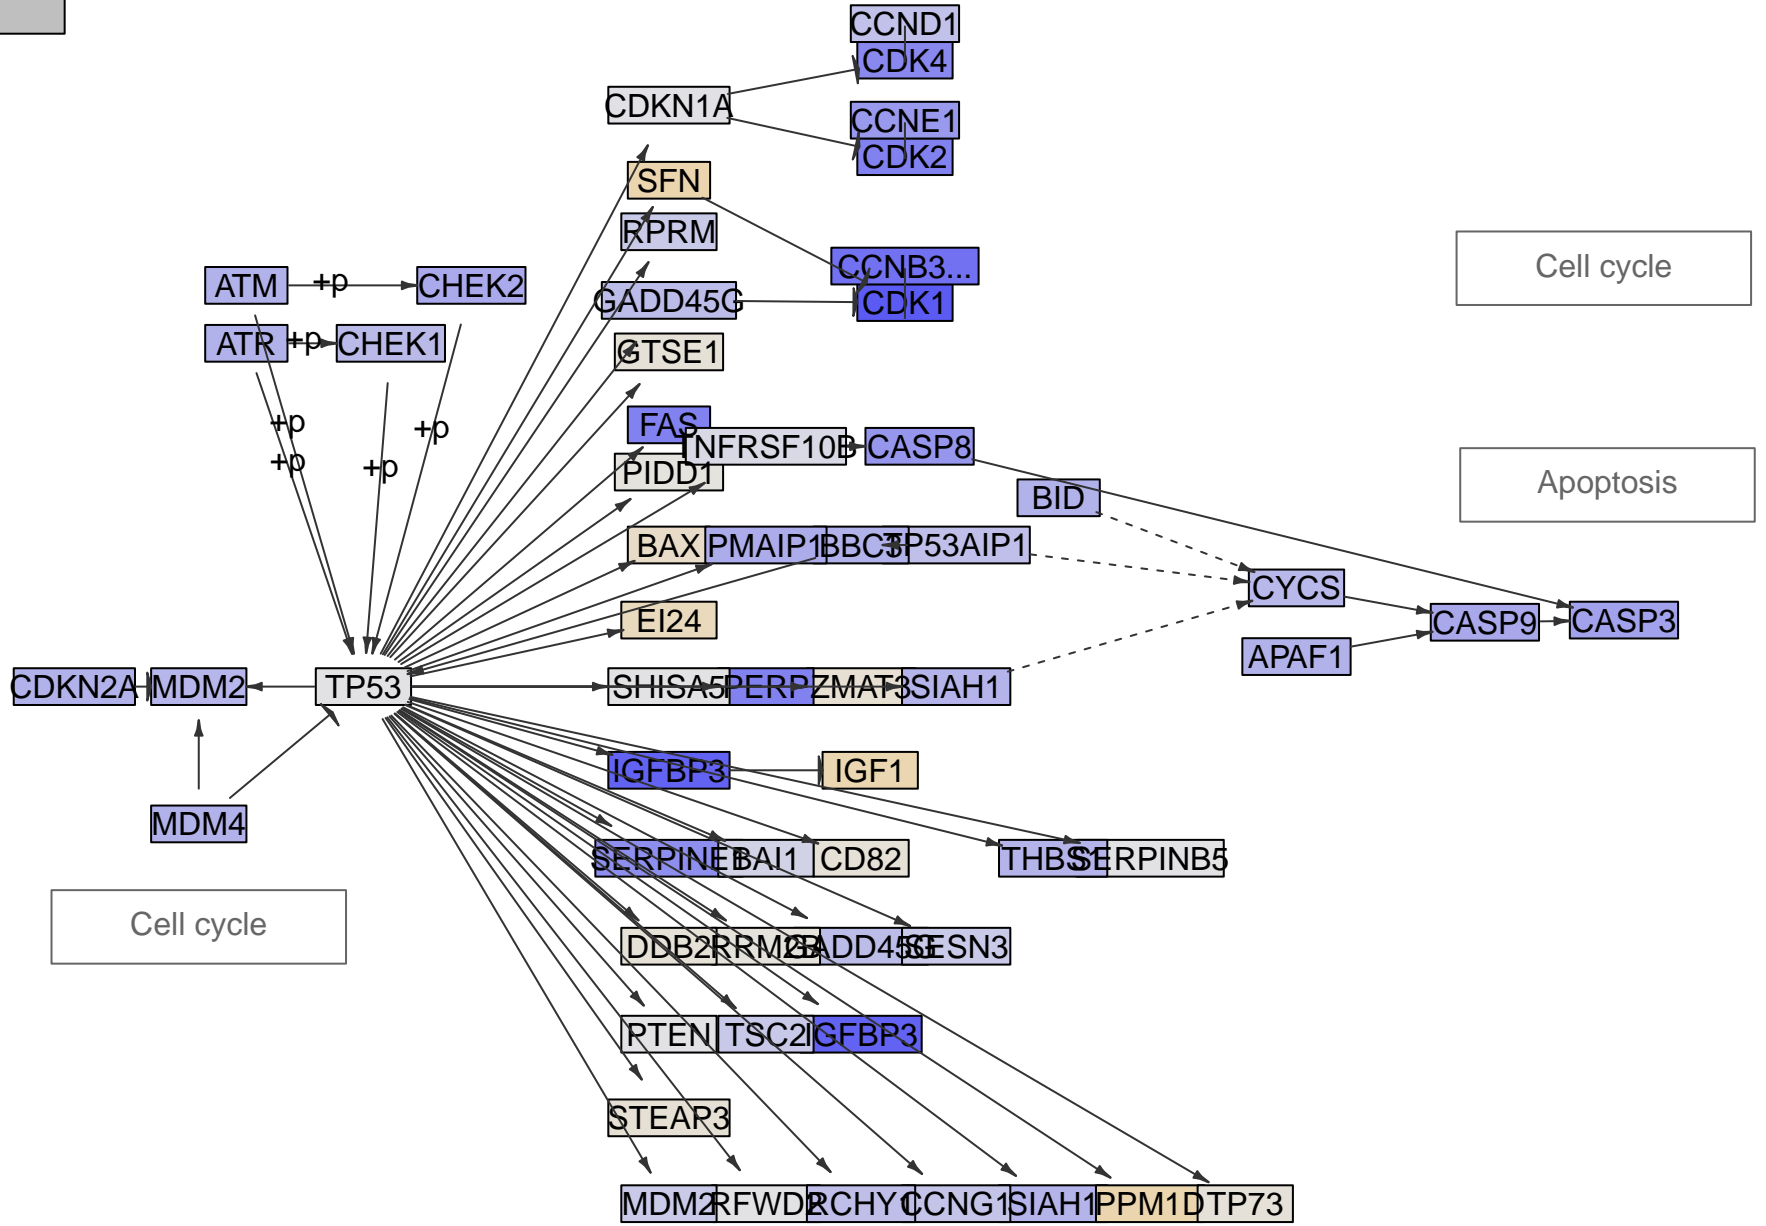 CCND1
CDK4
CDKN1A
CCNE1
CDK2
SFN
RPRM
CCNB3...
Cell cycle
ATM +p CHEK2
GADD45G
CDK1
ATR +p CHEK1
GTSE1
FAS
+p
+p
TNFRSF10B
CASP8
+p
+p
PIDD1
Apoptosis
BID
BAX
PMAIP1
BBC3
TP53AIP1
CYCS
EI24
CASP9
CASP3
APAF1
CDKN2A
MDM2
TP53
SHISA5
PERP
ZMAT3
SIAH1
IGFBP3
IGF1
MDM4
SERPINE1
BAI1
CD82
THBS1
SERPINB5
Cell cycle
DDB2
RRM2B
GADD45G
SESN3
PTEN
TSC2
IGFBP3
STEAP3
MDM2
RFWD2
RCHY1
CCNG1
SIAH1
PPM1D
TP73